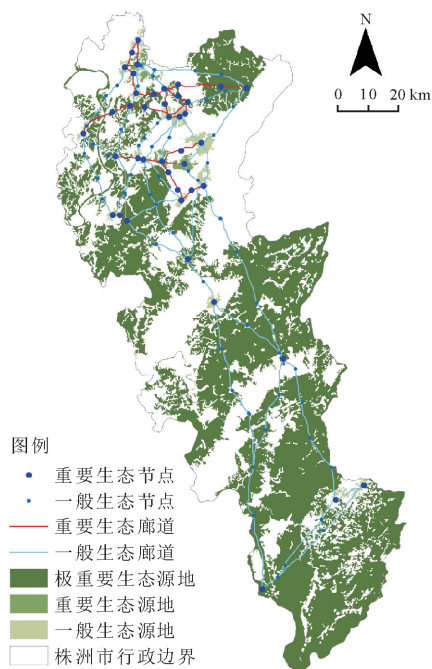 N
0 10 20 km
图例
重要生态节点
一般生态节点
重要生态廊道
一般生态廊道
极重要生态源地
重要生态源地
一般生态源地
株洲市行政边界